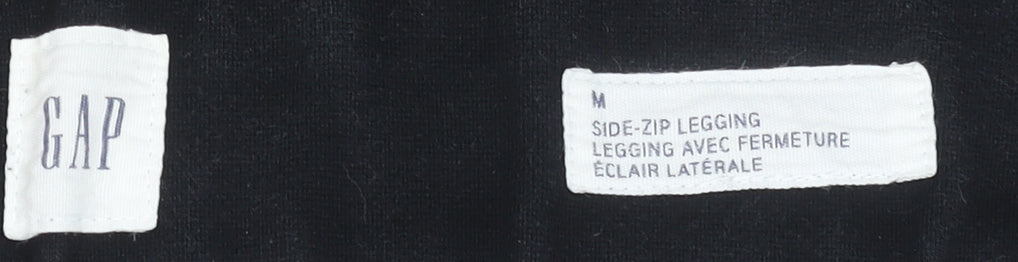 GAP
M
SIDE-ZIP LEGGING
LEGGING AVEC FERMETURE
ÉCLAIR LATÉRALE